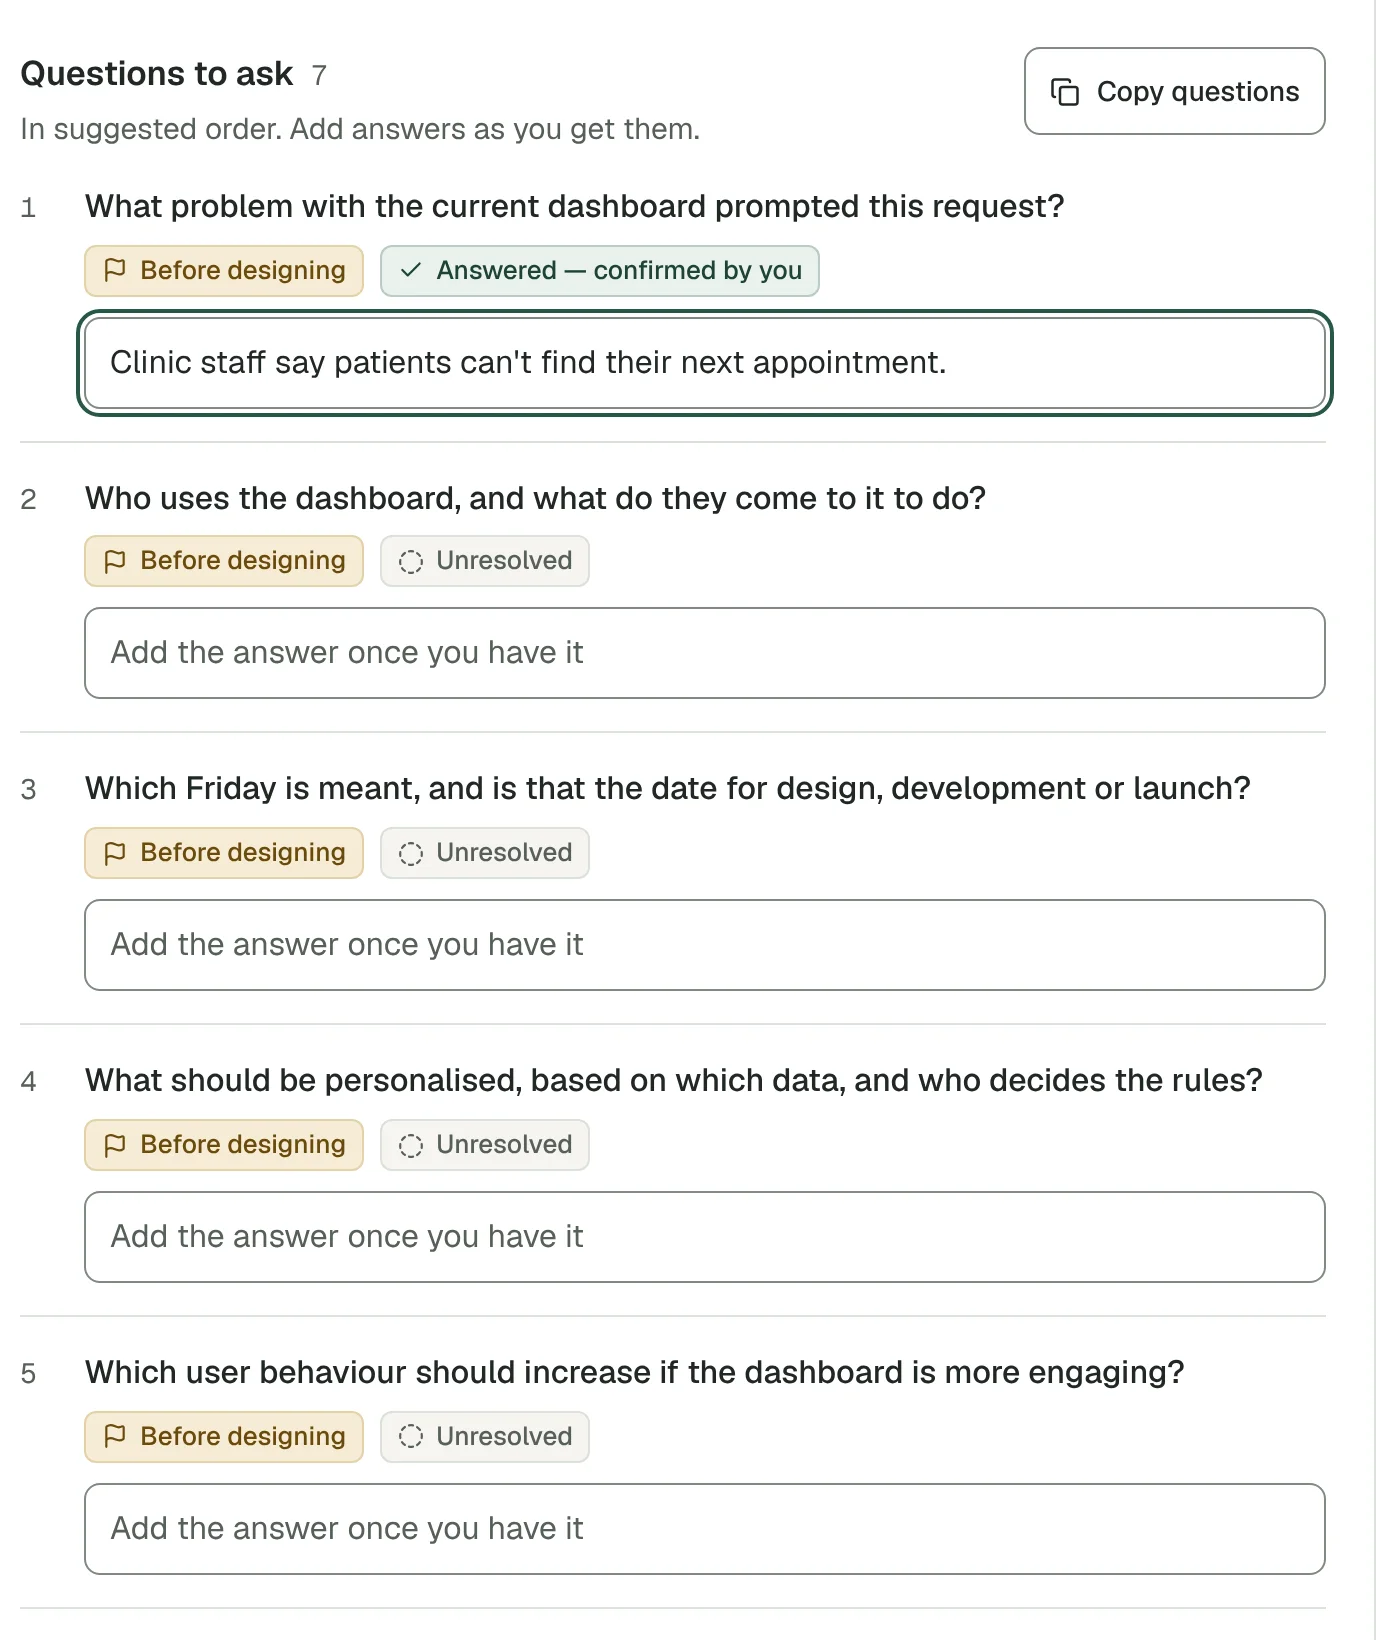 Questions to ask 7
Copy questions
In suggested order. Add answers as you get them.
1 What problem with the current dashboard prompted this request?
Before designing Answered — confirmed by you
Clinic staff say patients can't find their next appointment.
2 Who uses the dashboard, and what do they come to it to do?
Before designing Unresolved
Add the answer once you have it
3 Which Friday is meant, and is that the date for design, development or launch?
Before designing Unresolved
Add the answer once you have it
4 What should be personalised, based on which data, and who decides the rules?
Before designing Unresolved
Add the answer once you have it
5 Which user behaviour should increase if the dashboard is more engaging?
Before designing Unresolved
Add the answer once you have it